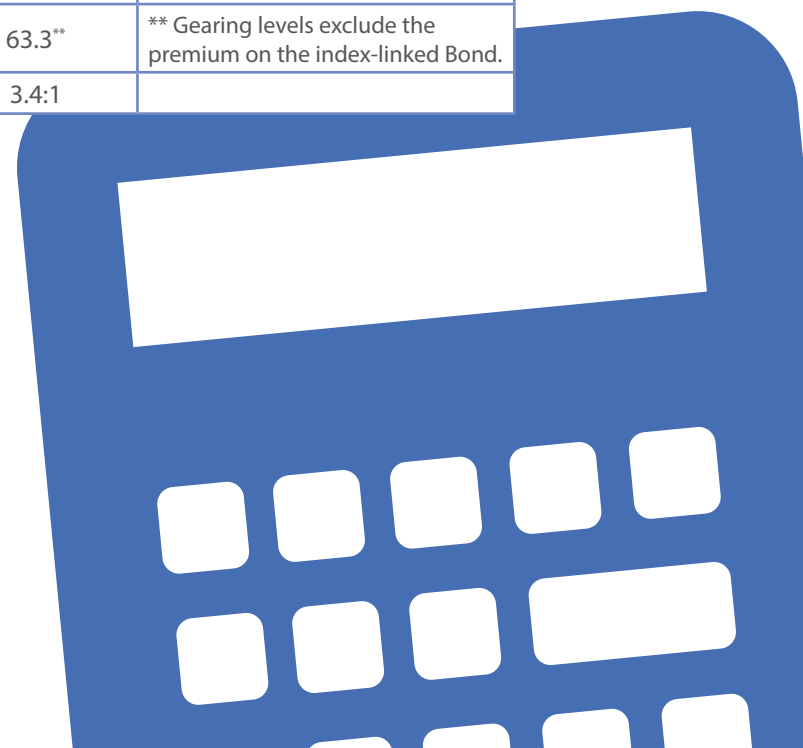 63.3**
** Gearing levels exclude the
premium on the index-linked Bond.
3.4:1